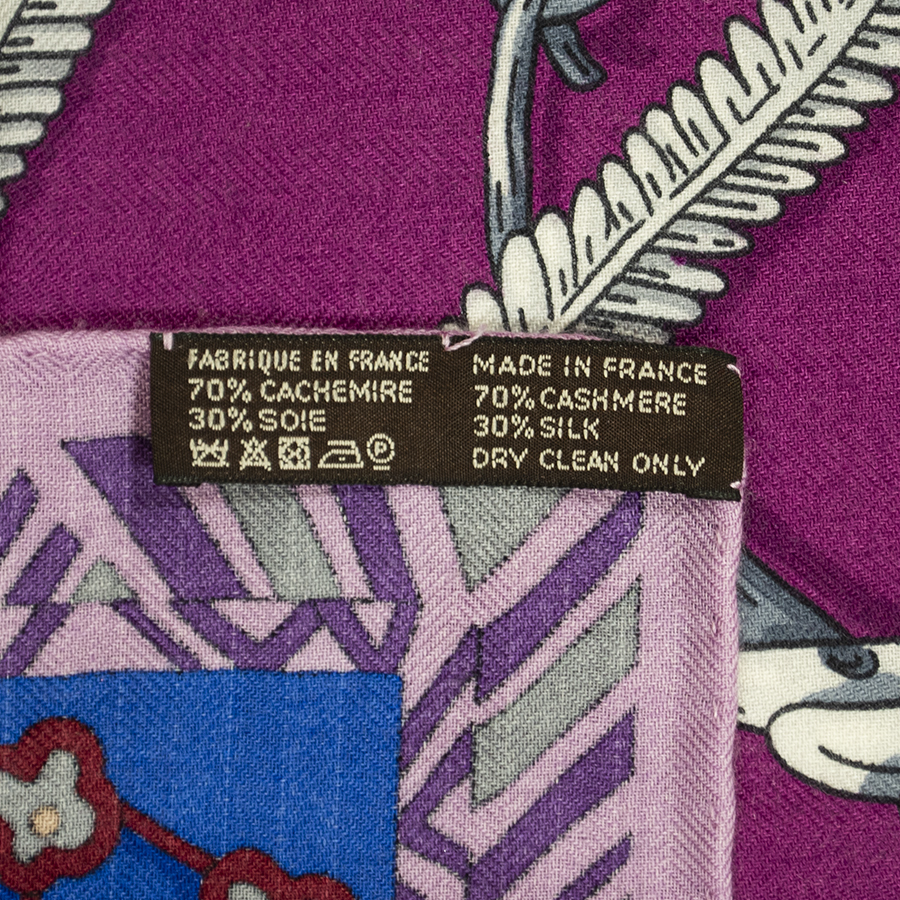 FABRIQUE EN FRANCE
70% CACHEMIRE
30% SOIE
P
MADE IN FRANCE
70% CASHMERE
30% SILK
DRY CLEAN ONLY